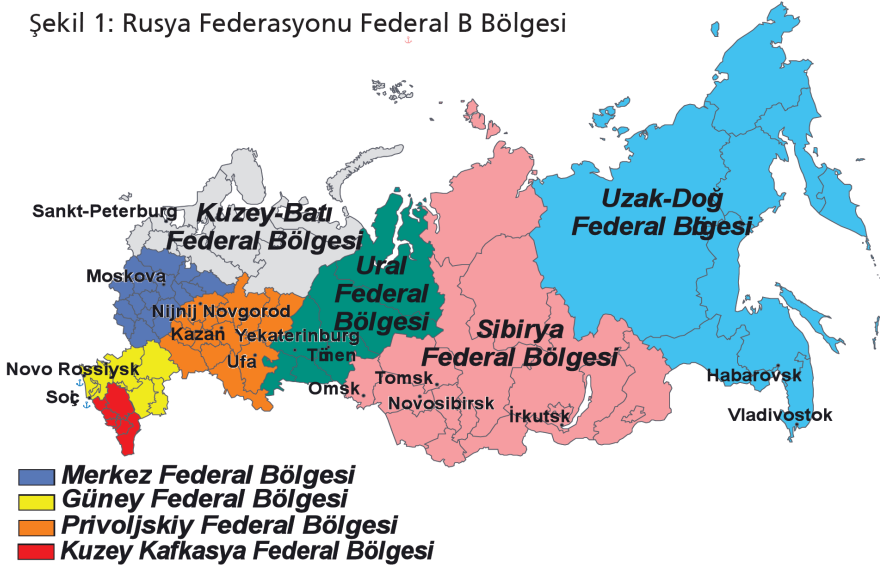 Şekil 1: Rusya Federasyonu Federal B Bölgesi
Sankt-Peterburg
Kuzey-Batı
Federal Bölgesi
Uzak-Doğ
Federal Bölgesi
Moskova
Ural
Federal
Bölgesi
Nijnij Novgorod
Kazan
Yekaterinburg
Ufa
Tümen
Sibirya
Federal Bölgesi
Novo Rossiysk
Soç
Omsk
Tomsk
Novosibirsk
İrkutsk
Habarovsk
Vladivostok
Merkez Federal Bölgesi
Güney Federal Bölgesi
Privoljskiy Federal Bölgesi
Kuzey Kafkasya Federal Bölgesi